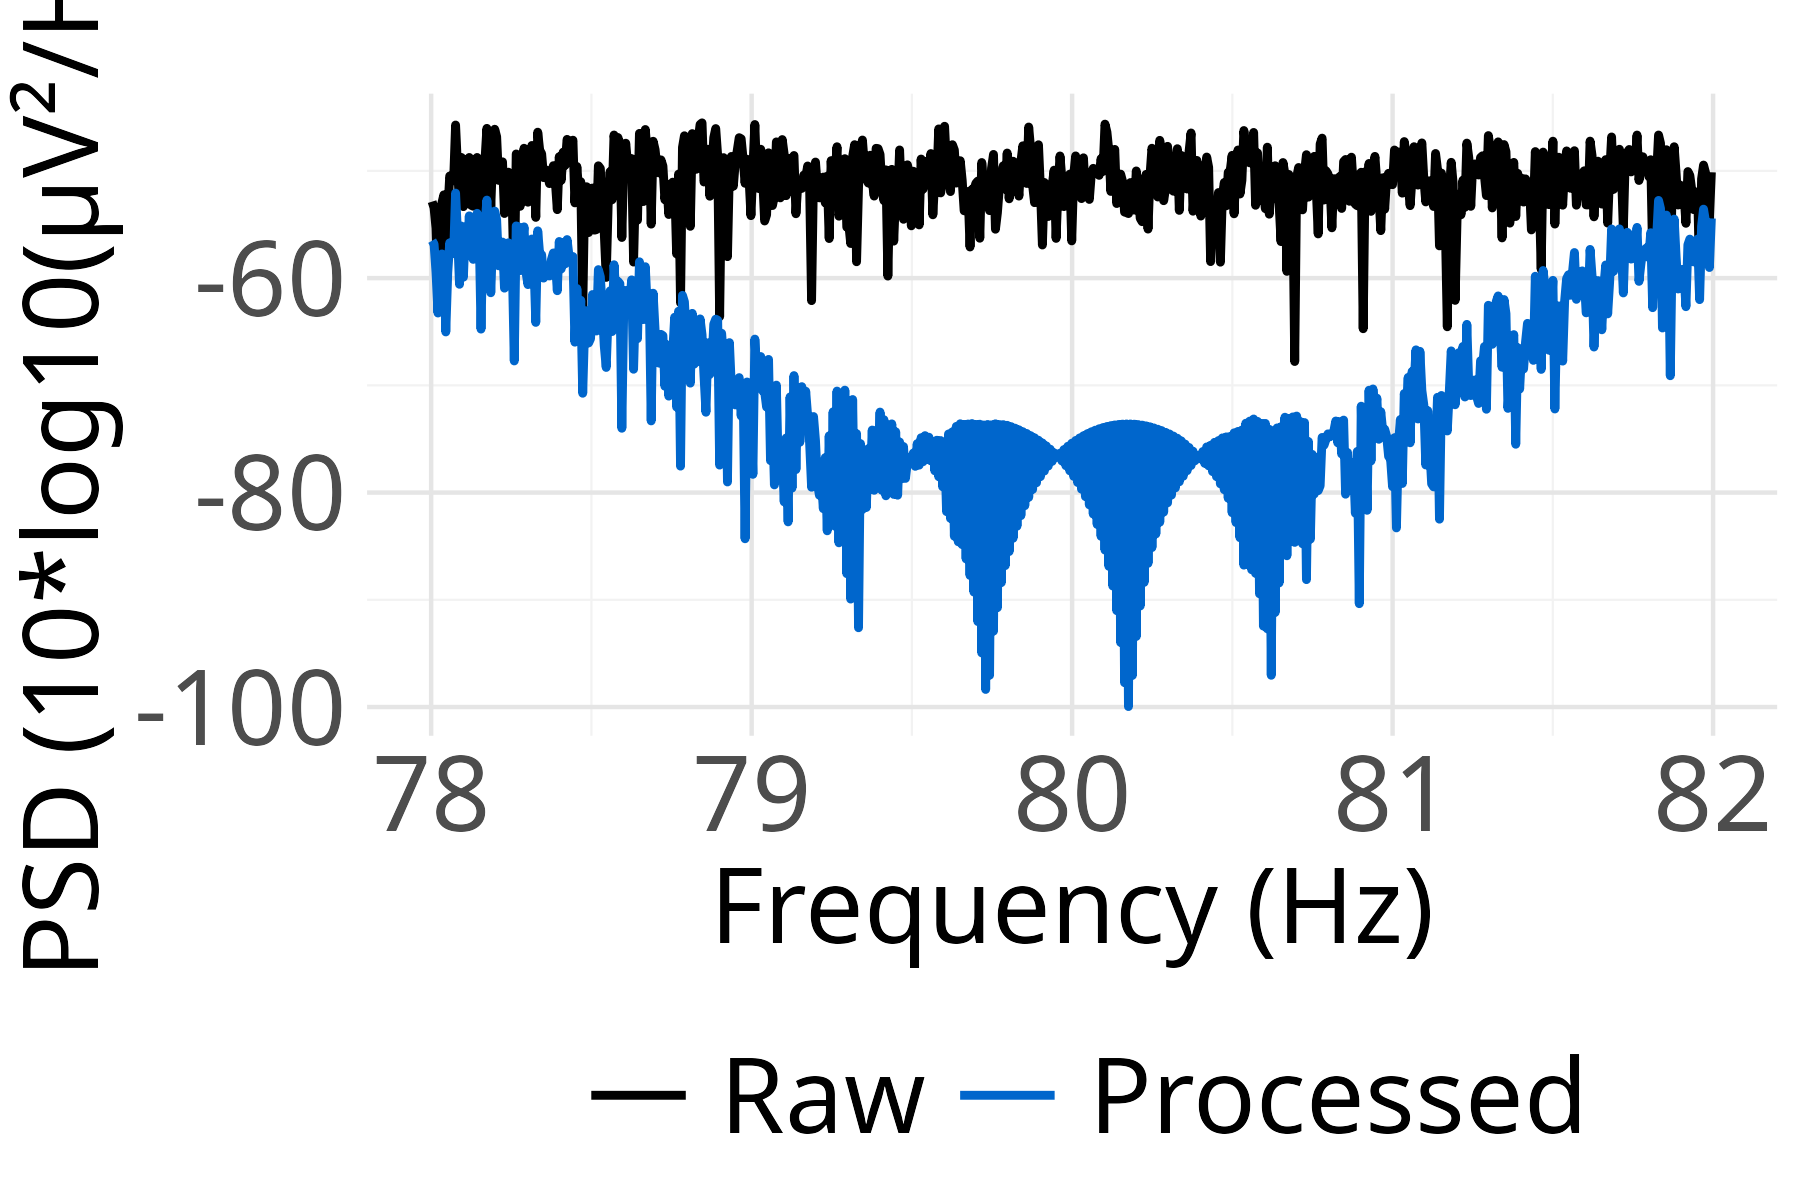 PSD (10*log10(µV²/H
-60
-80
-100
78 79 80 81 82
Frequency (Hz)
Raw Processed